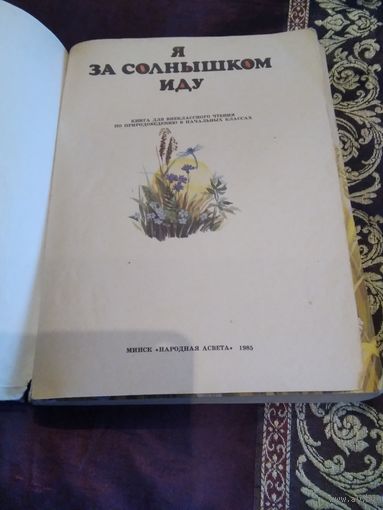 Я
ЗА СОЛНЫШКОМ
ИДУ
КНИГА ДЛЯ ВНЕКЛАССНОГО ЧТЕНИЯ
ПО ПРИРОДОВЕДЕНИЮ В НАЧАЛЬНЫХ КЛАССАХ
МИНСК «НАРОДНАЯ АСВЕТА» 1985